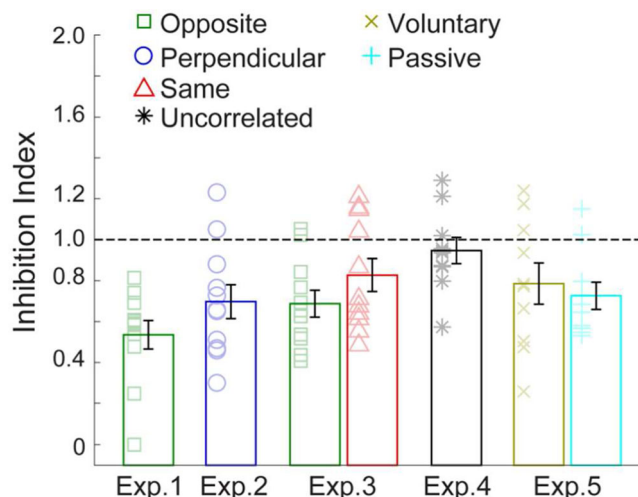 Opposite
Perpendicular
Same
Uncorrelated
Voluntary
Passive
Inhibition Index
2.0
1.6
1.2
1.0
0.8
0.4
0
Exp.1 Exp.2 Exp.3 Exp.4 Exp.5